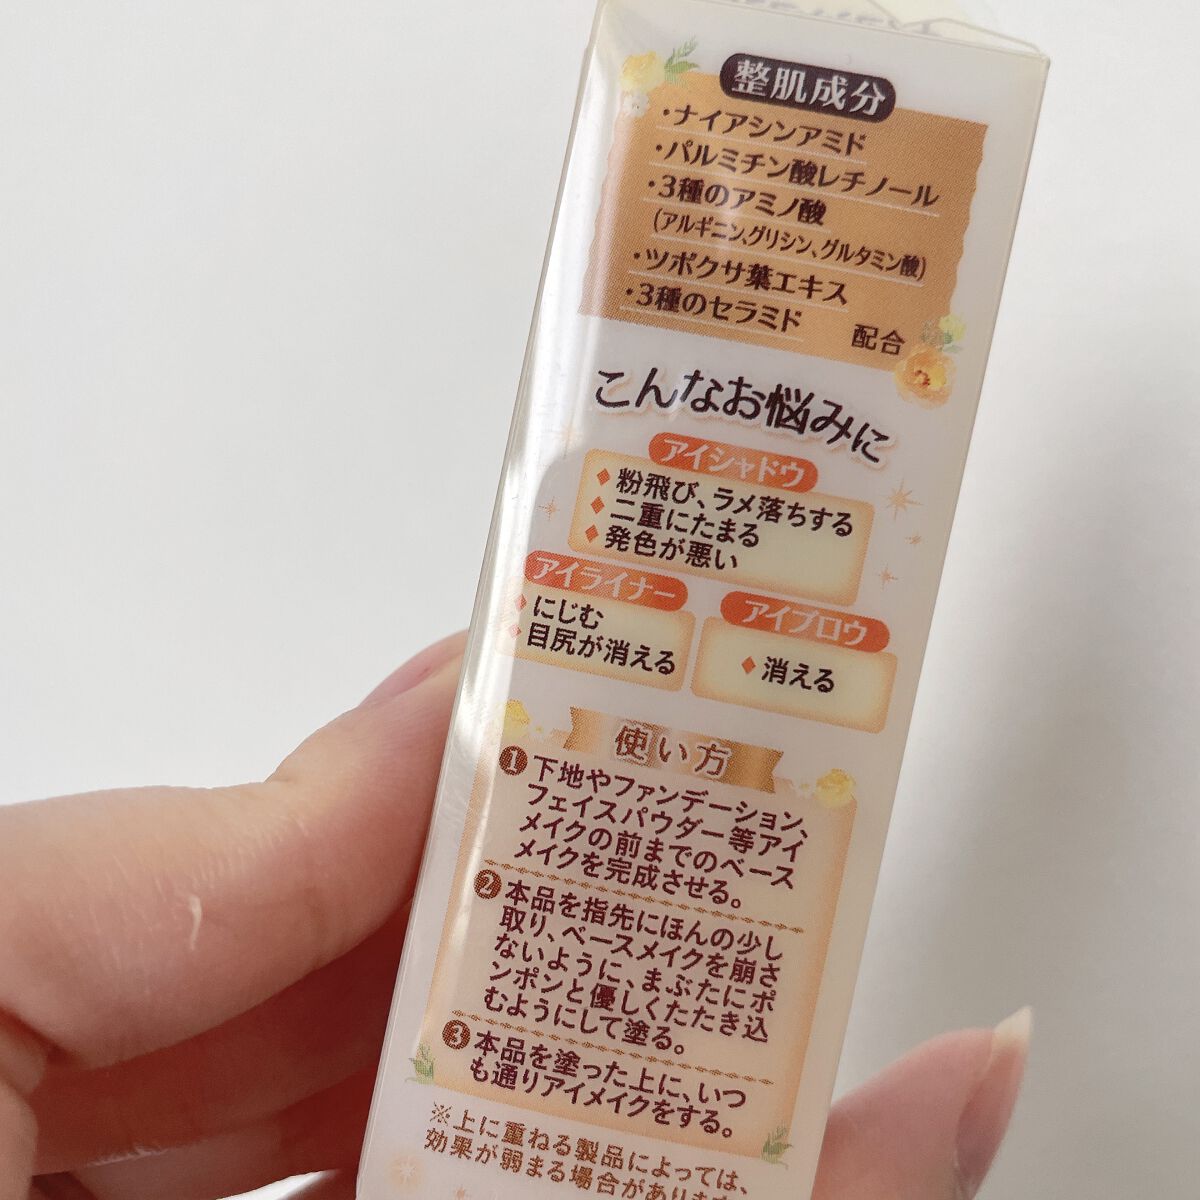 整肌成分
・ナイアシンアミド
・パルミチン酸レチノール
・3種のアミノ酸
(アルギニン、グリシン、グルタミン酸)
・ツボクサ葉エキス
・3種のセラミド
配合
こんなお悩みに
アイシャドウ
粉飛び、ラメ落ちする
二重にたまる
発色が悪い
アイライナー
にじむ
目尻が消える
アイブロウ
消える
使い方
1 下地やファンデーション、
フェイスパウダー等アイ
メイクの前までのベース
メイクを完成させる。
2 本品を指先にほんの少し
取り、ベースメイクを崩さ
ないように、まぶたにポ
ンポンと優しくたたき込
むようにして塗る。
3 本品を塗った上に、いつ
も通りアイメイクをする。
※上に重ねる製品によっては、
効果が弱まる場合があります